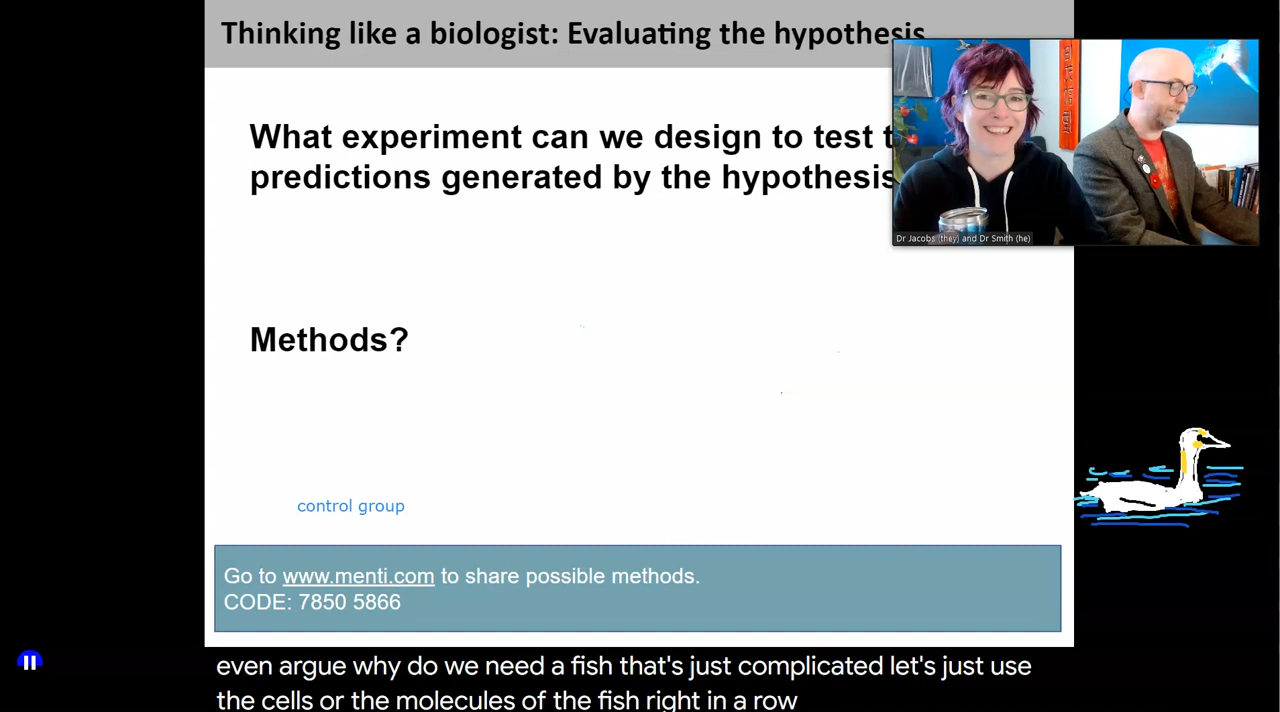 Thinking like a biologist: Evaluating the hypothesis
What experiment can we design to test t
predictions generated by the hypothesis
Dr Jacobs (they) and Dr Smith (he)
Methods?
control group
Go to www.menti.com to share possible methods.
CODE: 7850 5866
even argue why do we need a fish that's just complicated let's just use
the cells or the molecules of the fish right in a row